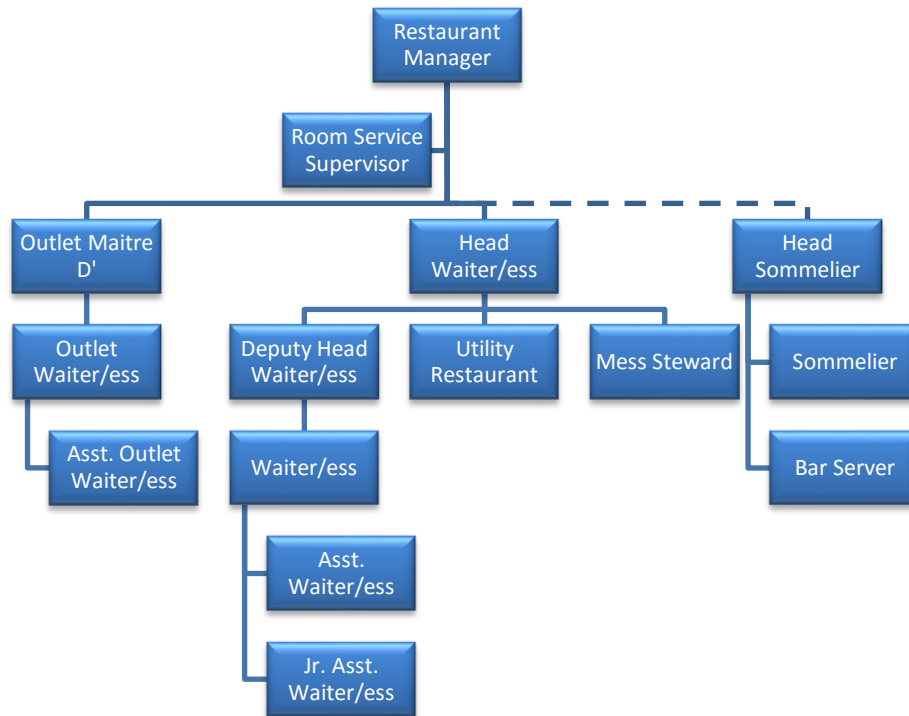 Restaurant
Manager
Room Service
Supervisor
Outlet Maitre
D'
Head
Waiter/ess
Head
Sommelier
Outlet
Waiter/ess
Deputy Head
Waiter/ess
Utility
Restaurant
Mess Steward
Sommelier
Asst. Outlet
Waiter/ess
Waiter/ess
Bar Server
Asst.
Waiter/ess
Jr. Asst.
Waiter/ess